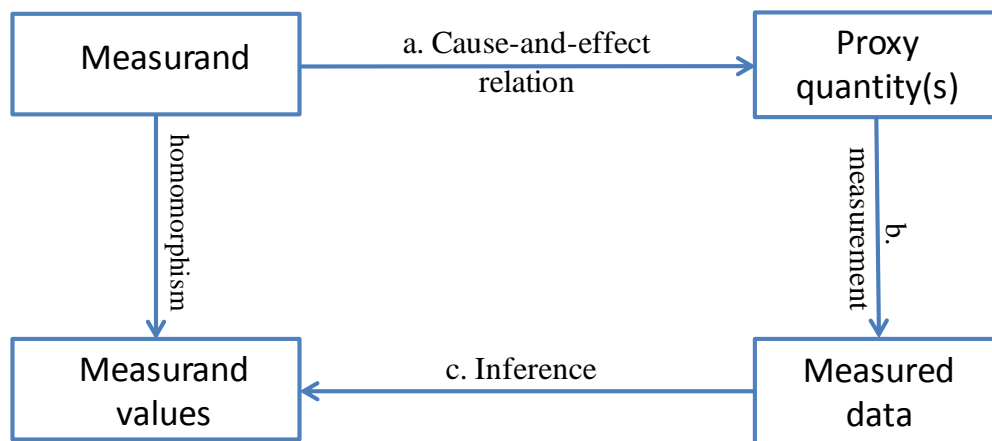 Measurand
a. Cause-and-effect
relation
Proxy
quantity(s)
homomorphism
b.
measurement
Measurand
values
c. Inference
Measured
data